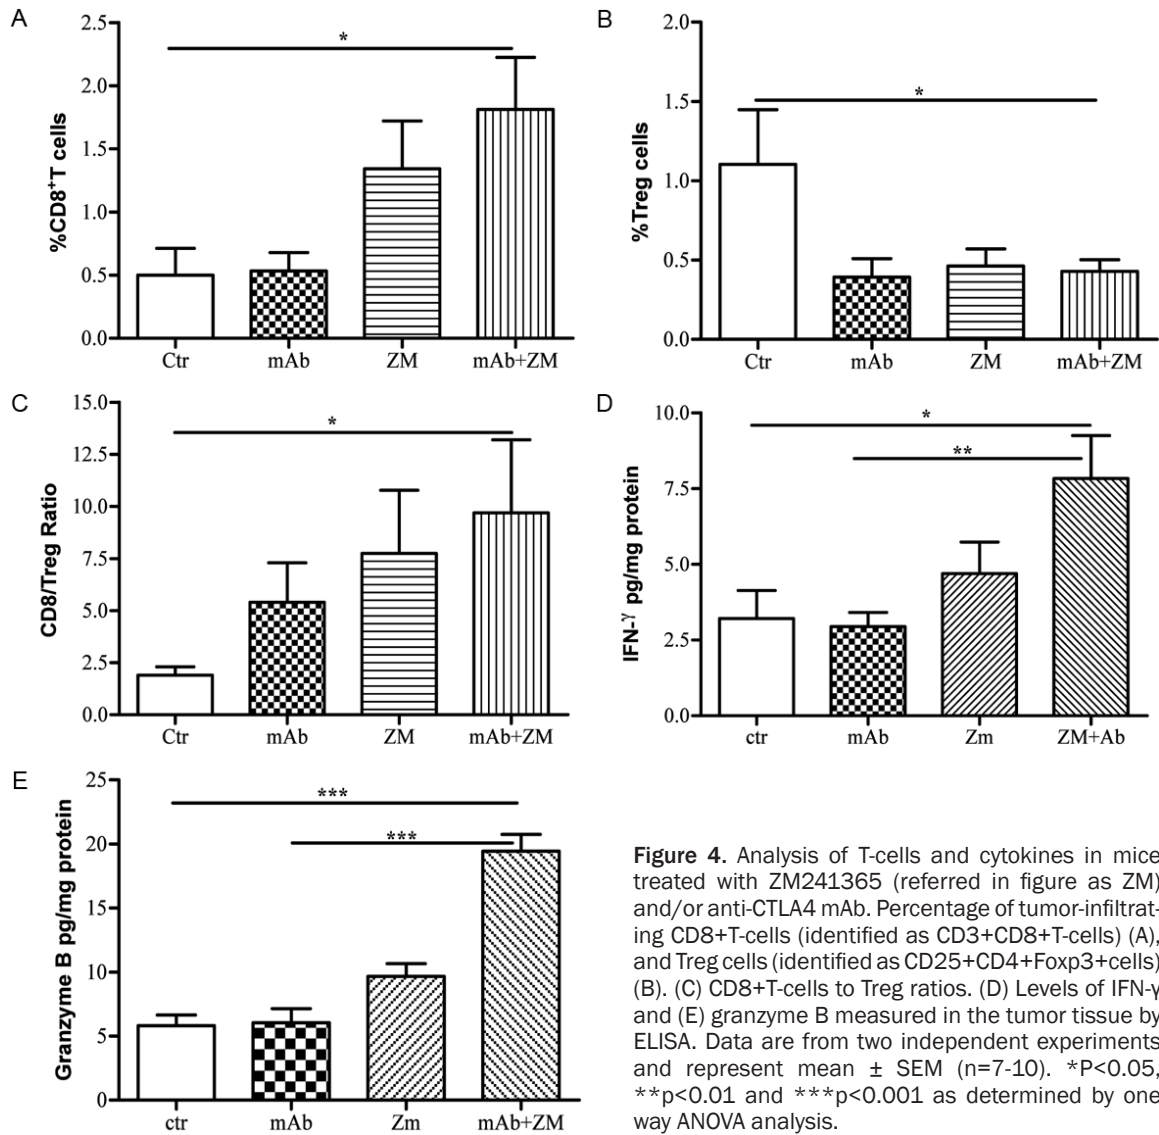 A
2.5
2.0
1.5
1.0
0.5
0.0
%CD8+T cells
*
Ctr mAb ZM mAb+ZM
B
2.0
1.5
1.0
0.5
0.0
%Treg cells
*
Ctr mAb ZM mAb+ZM
C
15.0
12.5
10.0
7.5
5.0
2.5
0.0
CD8/Treg Ratio
*
Ctr mAb ZM mAb+ZM
D
10.0
7.5
5.0
2.5
0.0
IFN-γ pg/mg protein
*
**
ctr mAb Zm ZM+Ab
E
25
20
15
10
5
0
Granzyme B pg/mg protein
***
***
ctr mAb Zm mAb+ZM
Figure 4. Analysis of T-cells and cytokines in mice
treated with ZM241365 (referred in figure as ZM)
and/or anti-CTLA4 mAb. Percentage of tumor-infiltrat-
ing CD8+T-cells (identified as CD3+CD8+T-cells) (A),
and Treg cells (identified as CD25+CD4+Foxp3+cells)
(B). (C) CD8+T-cells to Treg ratios. (D) Levels of IFN-γ
and (E) granzyme B measured in the tumor tissue by
ELISA. Data are from two independent experiments
and represent mean ± SEM (n=7-10). *P<0.05,
**p<0.01 and ***p<0.001 as determined by one
way ANOVA analysis.